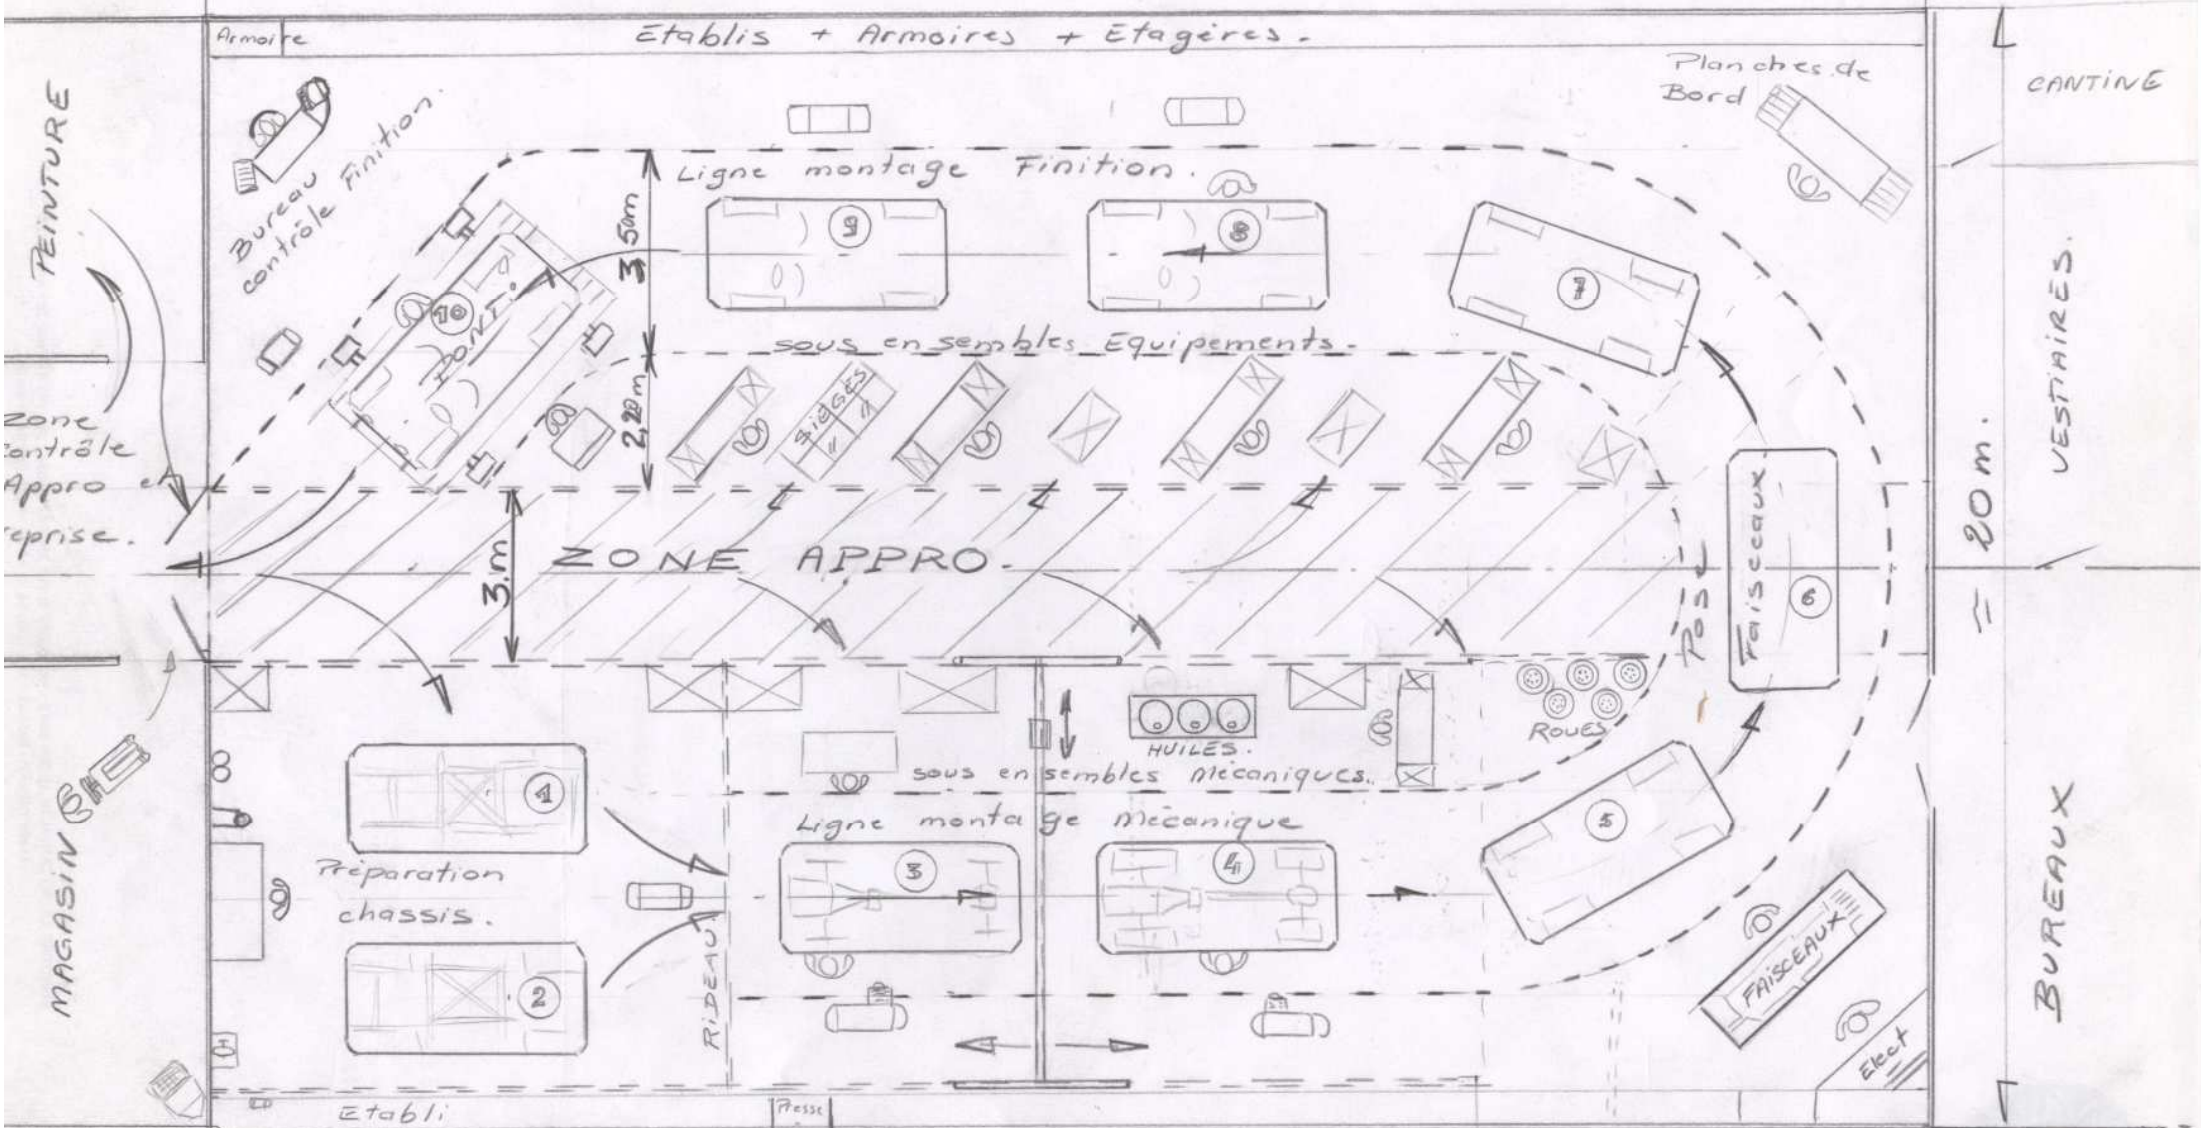 Armoire
Etablis + Armoires + Etagères.
Planches de
Bord
CANTINE
PEINTURE
Bureau
contrôle Finition.
Ligne montage Finition.
9
8
7
3,50m
10
PONT.
sous ensembles Equipements.
SIÈGES
"
"
2,20m
zone
contrôle
Appro et
reprise.
VESTIAIRES.
= 20m.
ZONE APPRO.
3.m
Pose
Faisceaux
6
ROUES
HUILES.
sous ensembles mécaniques.
Ligne montage mécanique
1
3
4
5
Préparation
chassis.
2
RIDEAU
MAGASIN
FAISCEAUX
Elect
BUREAUX
Etabli
Presse